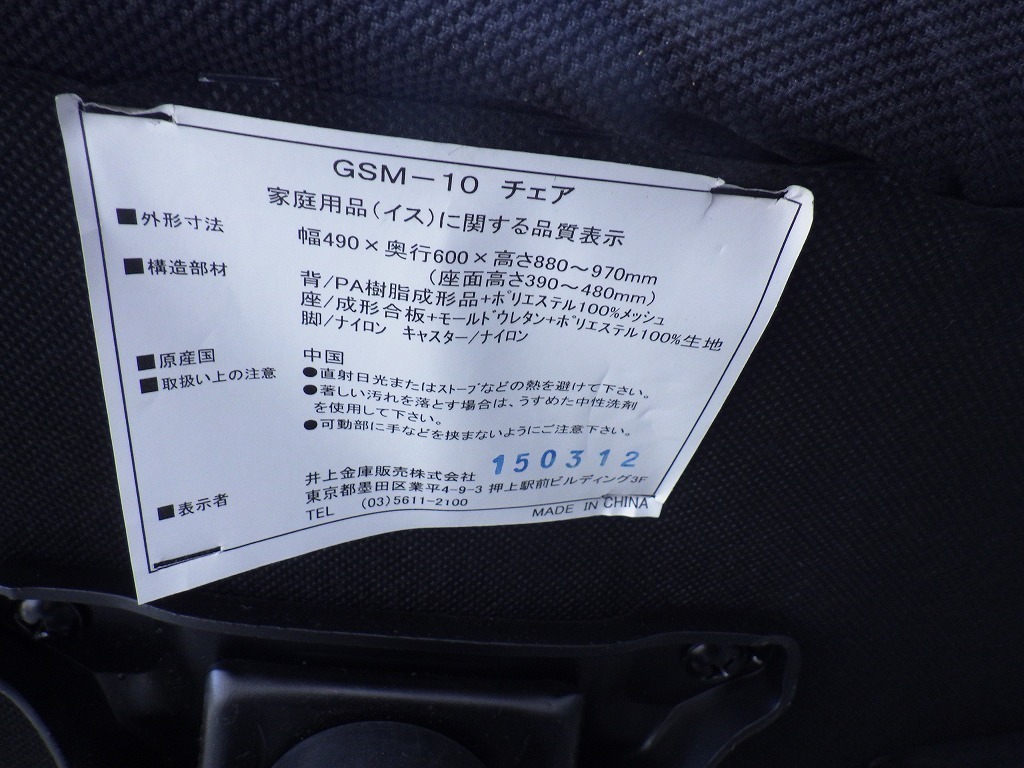 GSM-10 チェア
家庭用品(イス)に関する品質表示
■外形寸法 幅490×奥行600×高さ880～970mm
(座面高さ390～480mm)
■構造部材 背/PA樹脂成形品+ポリエステル100%メッシュ
座/成形合板+モールドウレタン+ポリエステル100%生地
脚/ナイロン キャスター/ナイロン
■原産国 中国
■取扱い上の注意 ●直射日光またはストーブなどの熱を避けて下さい。
●著しい汚れを落とす場合は、うすめた中性洗剤
を使用して下さい。
●可動部に手などを挟まないようにご注意下さい。
150312
■表示者 井上金庫販売株式会社
東京都墨田区業平4-9-3 押上駅前ビルディング3F
TEL (03)5611-2100
MADE IN CHINA